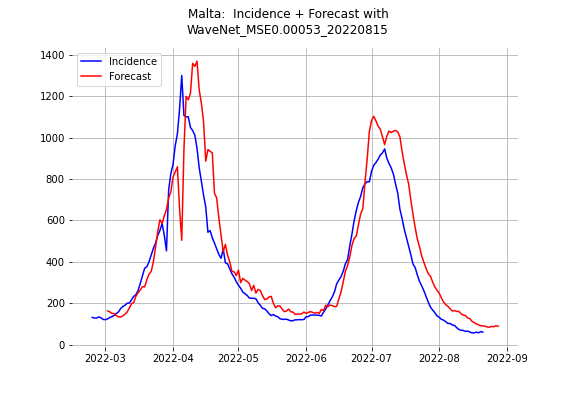 Malta:  Incidence + Forecast with
WaveNet_MSE0.00053_20220815
Incidence
Forecast
1400
1200
1000
800
600
400
200
0
2022-03 2022-04 2022-05 2022-06 2022-07 2022-08 2022-09